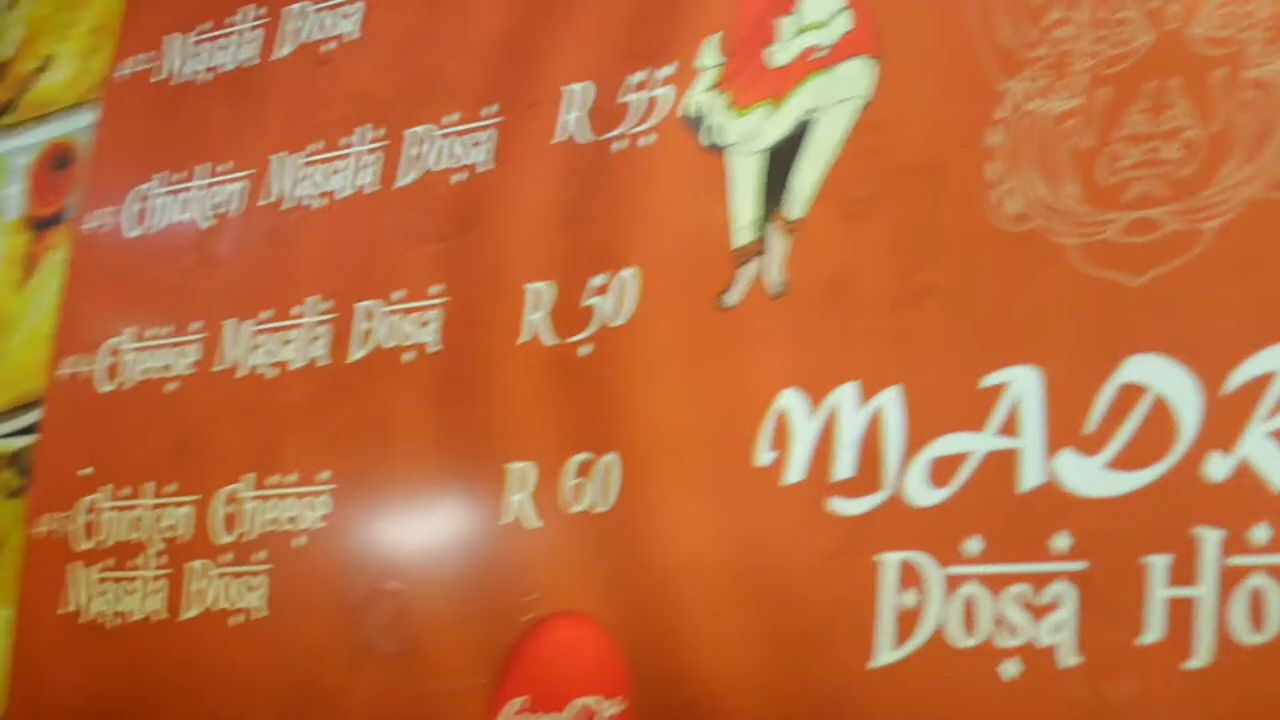 Masala Dosa
Chicken Masala Dosa R 55
Cheese Masala Dosa R 50
Chicken Cheese R 60
Masala Dosa
MADR
Dosa Ho